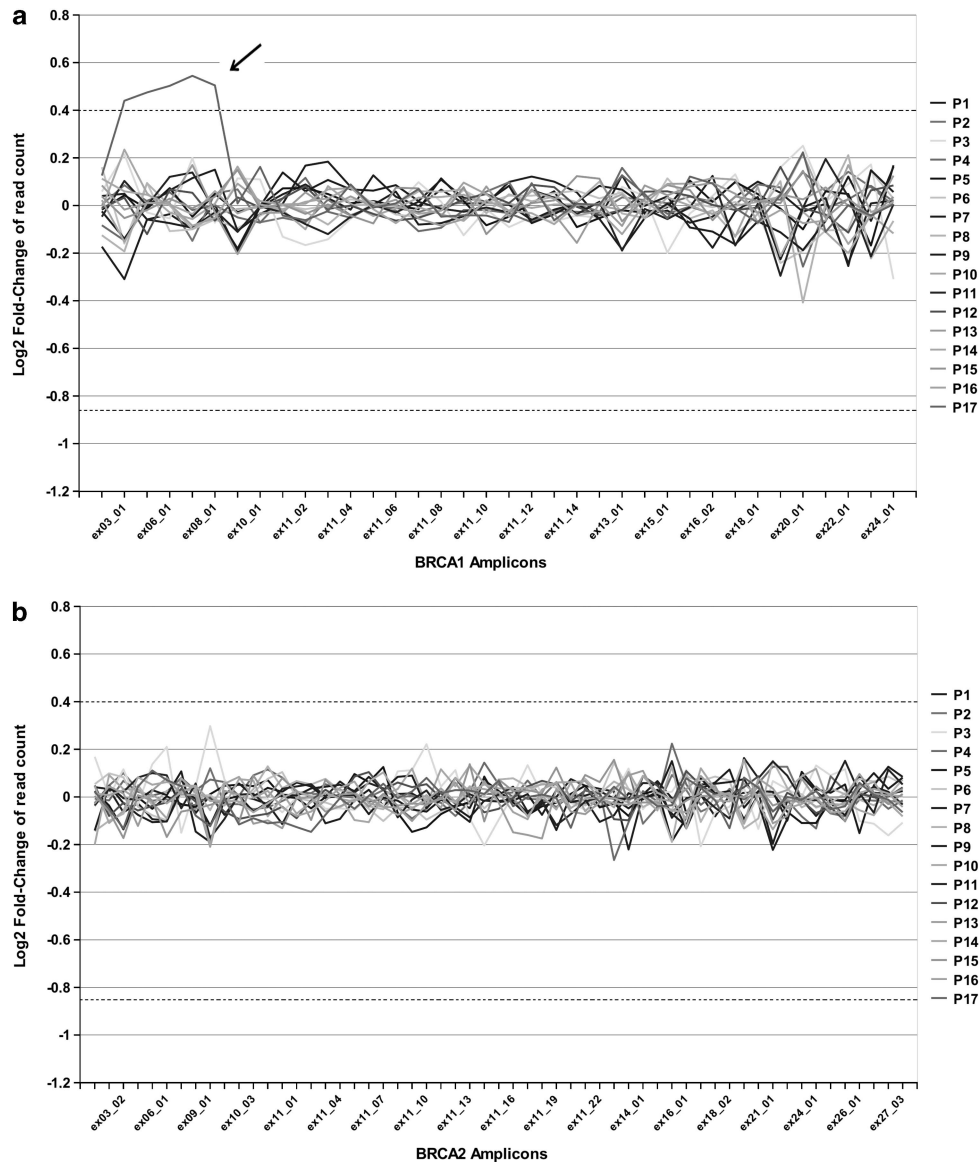 a
Log2 Fold-Change of read count
0.8
0.6
0.4
0.2
0
-0.2
-0.4
-0.6
-0.8
-1
-1.2
ex03_01
ex06_01
ex08_01
ex10_01
ex11_02
ex11_04
ex11_06
ex11_08
ex11_10
ex11_12
ex11_14
ex13_01
ex15_01
ex16_02
ex18_01
ex20_01
ex22_01
ex24_01
BRCA1 Amplicons
P1
P2
P3
P4
P5
P6
P7
P8
P9
P10
P11
P12
P13
P14
P15
P16
P17
b
Log2 Fold-Change of read count
0.8
0.6
0.4
0.2
0
-0.2
-0.4
-0.6
-0.8
-1
-1.2
ex03_02
ex06_01
ex09_01
ex10_03
ex11_01
ex11_04
ex11_07
ex11_10
ex11_13
ex11_16
ex11_19
ex11_22
ex14_01
ex16_01
ex18_02
ex21_01
ex24_01
ex26_01
ex27_03
BRCA2 Amplicons
P1
P2
P3
P4
P5
P6
P7
P8
P9
P10
P11
P12
P13
P14
P15
P16
P17